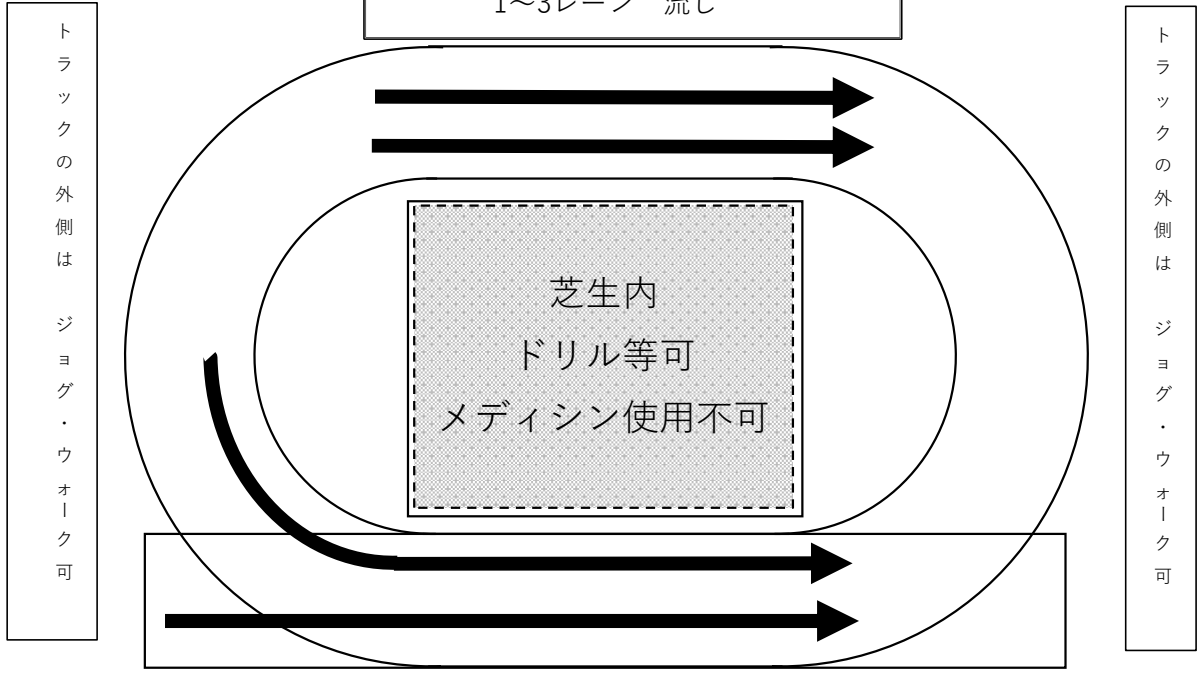 1～3レーン　流し
トラックの外側は　ジョグ・ウォーク可
芝生内
ドリル等可
メディシン使用不可
トラックの外側は　ジョグ・ウォーク可